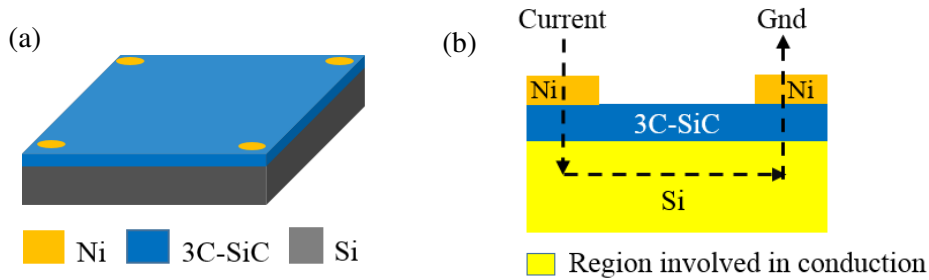 (a)
Ni 3C-SiC Si
(b)
Current Gnd
Ni Ni
3C-SiC
Si
Region involved in conduction